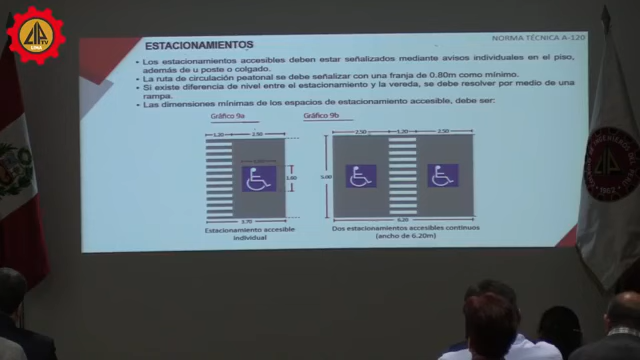 CIP TV
LIMA
NORMA TÉCNICA A-120
ESTACIONAMIENTOS
• Los estacionamientos accesibles deben estar señalizados mediante avisos individuales en el piso,
además de u poste o colgado.
• La ruta de circulación peatonal se debe señalizar con una franja de 0.80m como mínimo.
• Si existe diferencia de nivel entre el estacionamiento y la vereda, se debe resolver por medio de una
rampa.
• Las dimensiones mínimas de los espacios de estacionamiento accesible, debe ser:
Gráfico 9a
Gráfico 9b
1.20
2.50
2.50
1.20
2.50
1.60
5.00
3.70
6.20
Estacionamiento accesible
individual
Dos estacionamientos accesibles continuos
(ancho de 6.20m)